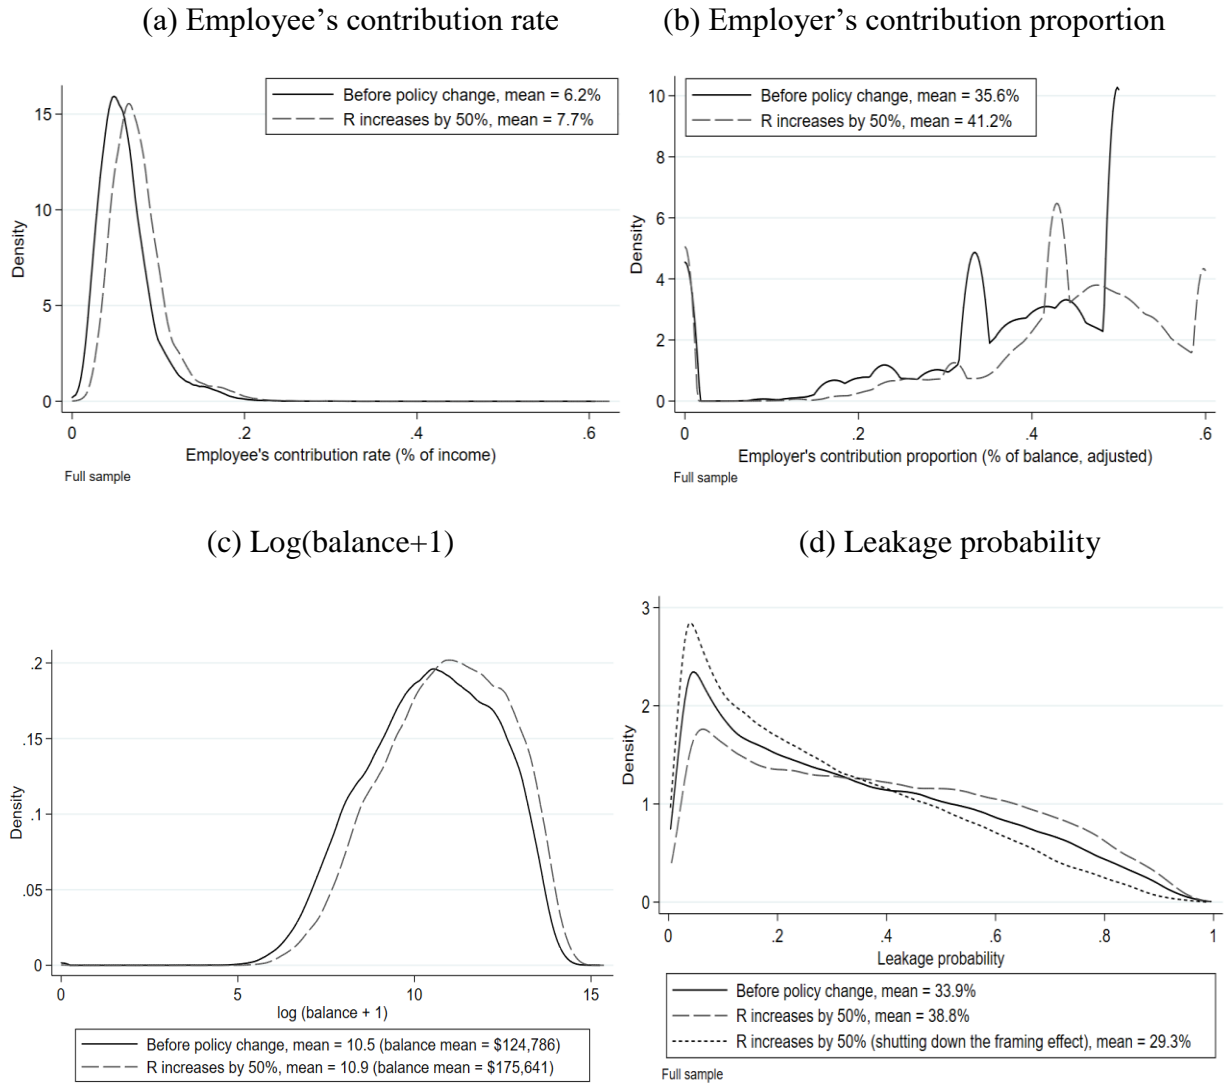 (a) Employee’s contribution rate
Before policy change, mean = 6.2%
R increases by 50%, mean = 7.7%
Density
15
10
5
0
0 .2 .4 .6
Employee's contribution rate (% of income)
Full sample
(b) Employer’s contribution proportion
Before policy change, mean = 35.6%
R increases by 50%, mean = 41.2%
Density
10
8
6
4
2
0
0 .2 .4 .6
Employer's contribution proportion (% of balance, adjusted)
Full sample
(c) Log(balance+1)
Density
.2
.15
.1
.05
0
0 5 10 15
log (balance + 1)
Before policy change, mean = 10.5 (balance mean = $124,786)
R increases by 50%, mean = 10.9 (balance mean = $175,641)
(d) Leakage probability
Density
3
2
1
0
0 .2 .4 .6 .8 1
Leakage probability
Before policy change, mean = 33.9%
R increases by 50%, mean = 38.8%
R increases by 50% (shutting down the framing effect), mean = 29.3%
Full sample